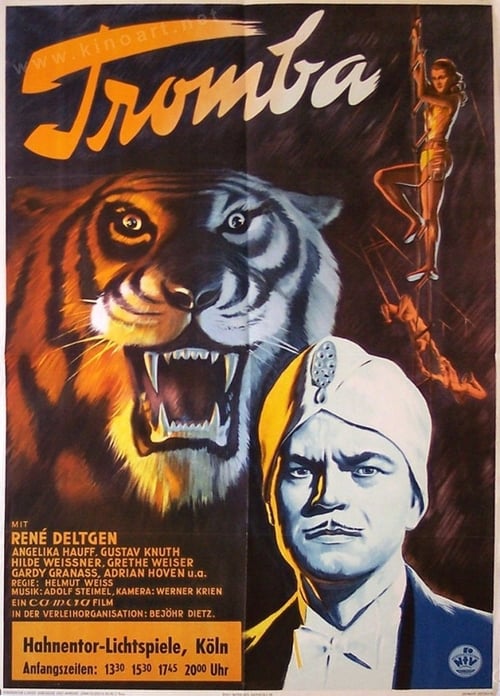 www.kinoart.net
Tromba
MIT
RENÉ DELTGEN
ANGELIKA HAUFF, GUSTAV KNUTH
HILDE WEISSNER, GRETHE WEISER
GARDY GRANASS, ADRIAN HOVEN u.a.
REGIE: HELMUT WEISS
MUSIK: ADOLF STEIMEL, KAMERA: WERNER KRIEN
EIN CAMERA FILM
IN DER VERLEIHORGANISATION: BEJÖHR DIETZ.
Hahnentor-Lichtspiele, Köln
Anfangszeiten: 13³⁰ 15³⁰ 17⁴⁵ 20⁰⁰ Uhr